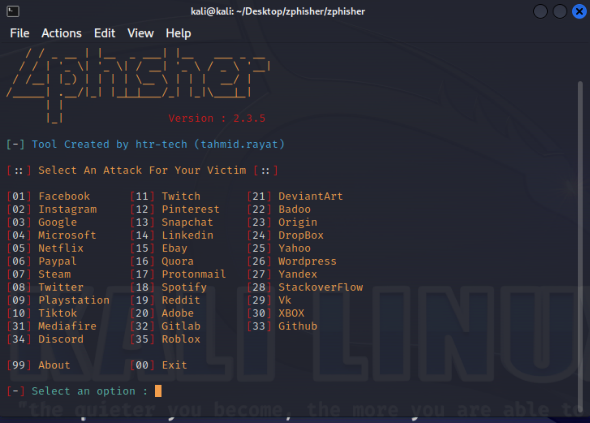 kali@kali: ~/Desktop/zphisher/zphisher
File Actions Edit View Help
Zphisher
Version : 2.3.5
[-] Tool Created by htr-tech (tahmid.rayat)
[::] Select An Attack For Your Victim [::]
[01] Facebook [11] Twitch [21] DeviantArt
[02] Instagram [12] Pinterest [22] Badoo
[03] Google [13] Snapchat [23] Origin
[04] Microsoft [14] Linkedin [24] DropBox
[05] Netflix [15] Ebay [25] Yahoo
[06] Paypal [16] Quora [26] Wordpress
[07] Steam [17] Protonmail [27] Yandex
[08] Twitter [18] Spotify [28] StackoverFlow
[09] Playstation [19] Reddit [29] Vk
[10] Tiktok [20] Adobe [30] XBOX
[31] Mediafire [32] Gitlab [33] Github
[34] Discord [35] Roblox
[99] About [00] Exit
[-] Select an option :
KALI LINU
"the quieter you become, the more you are able to